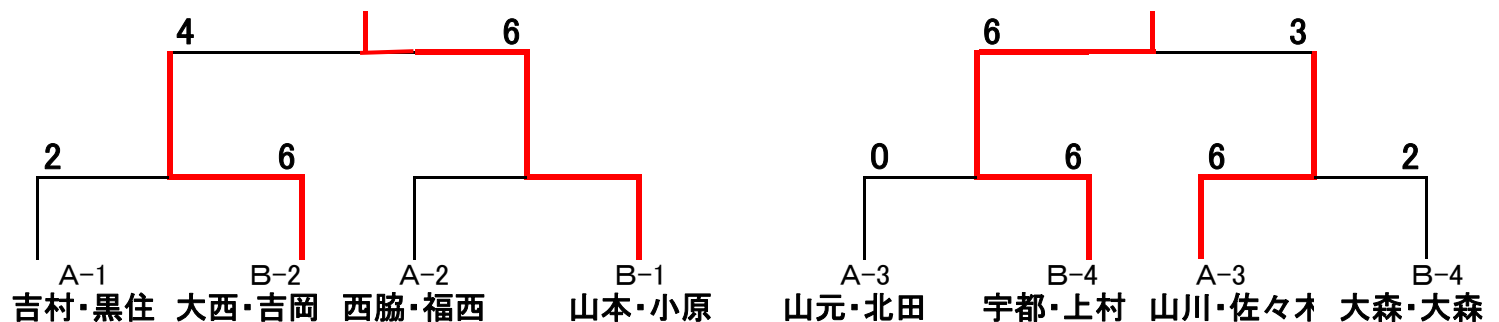 4 6 6 3
2 6 0 6 6 2
A-1 B-2 A-2 B-1 A-3 B-4 A-3 B-4
吉村・黒住 大西・吉岡 西脇・福西 山本・小原 山元・北田 宇都・上村 山川・佐々木 大森・大森